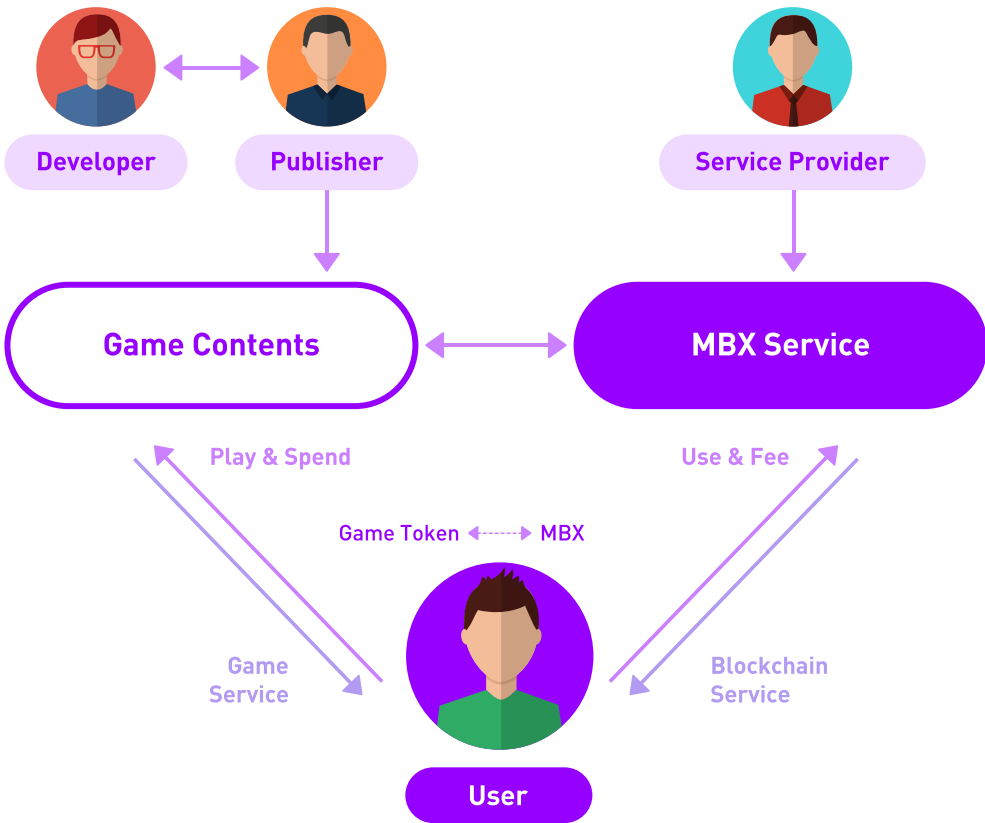 Developer
Publisher
Service Provider
Game Contents
MBX Service
Play & Spend
Use & Fee
Game Token
MBX
Game
Service
Blockchain
Service
User